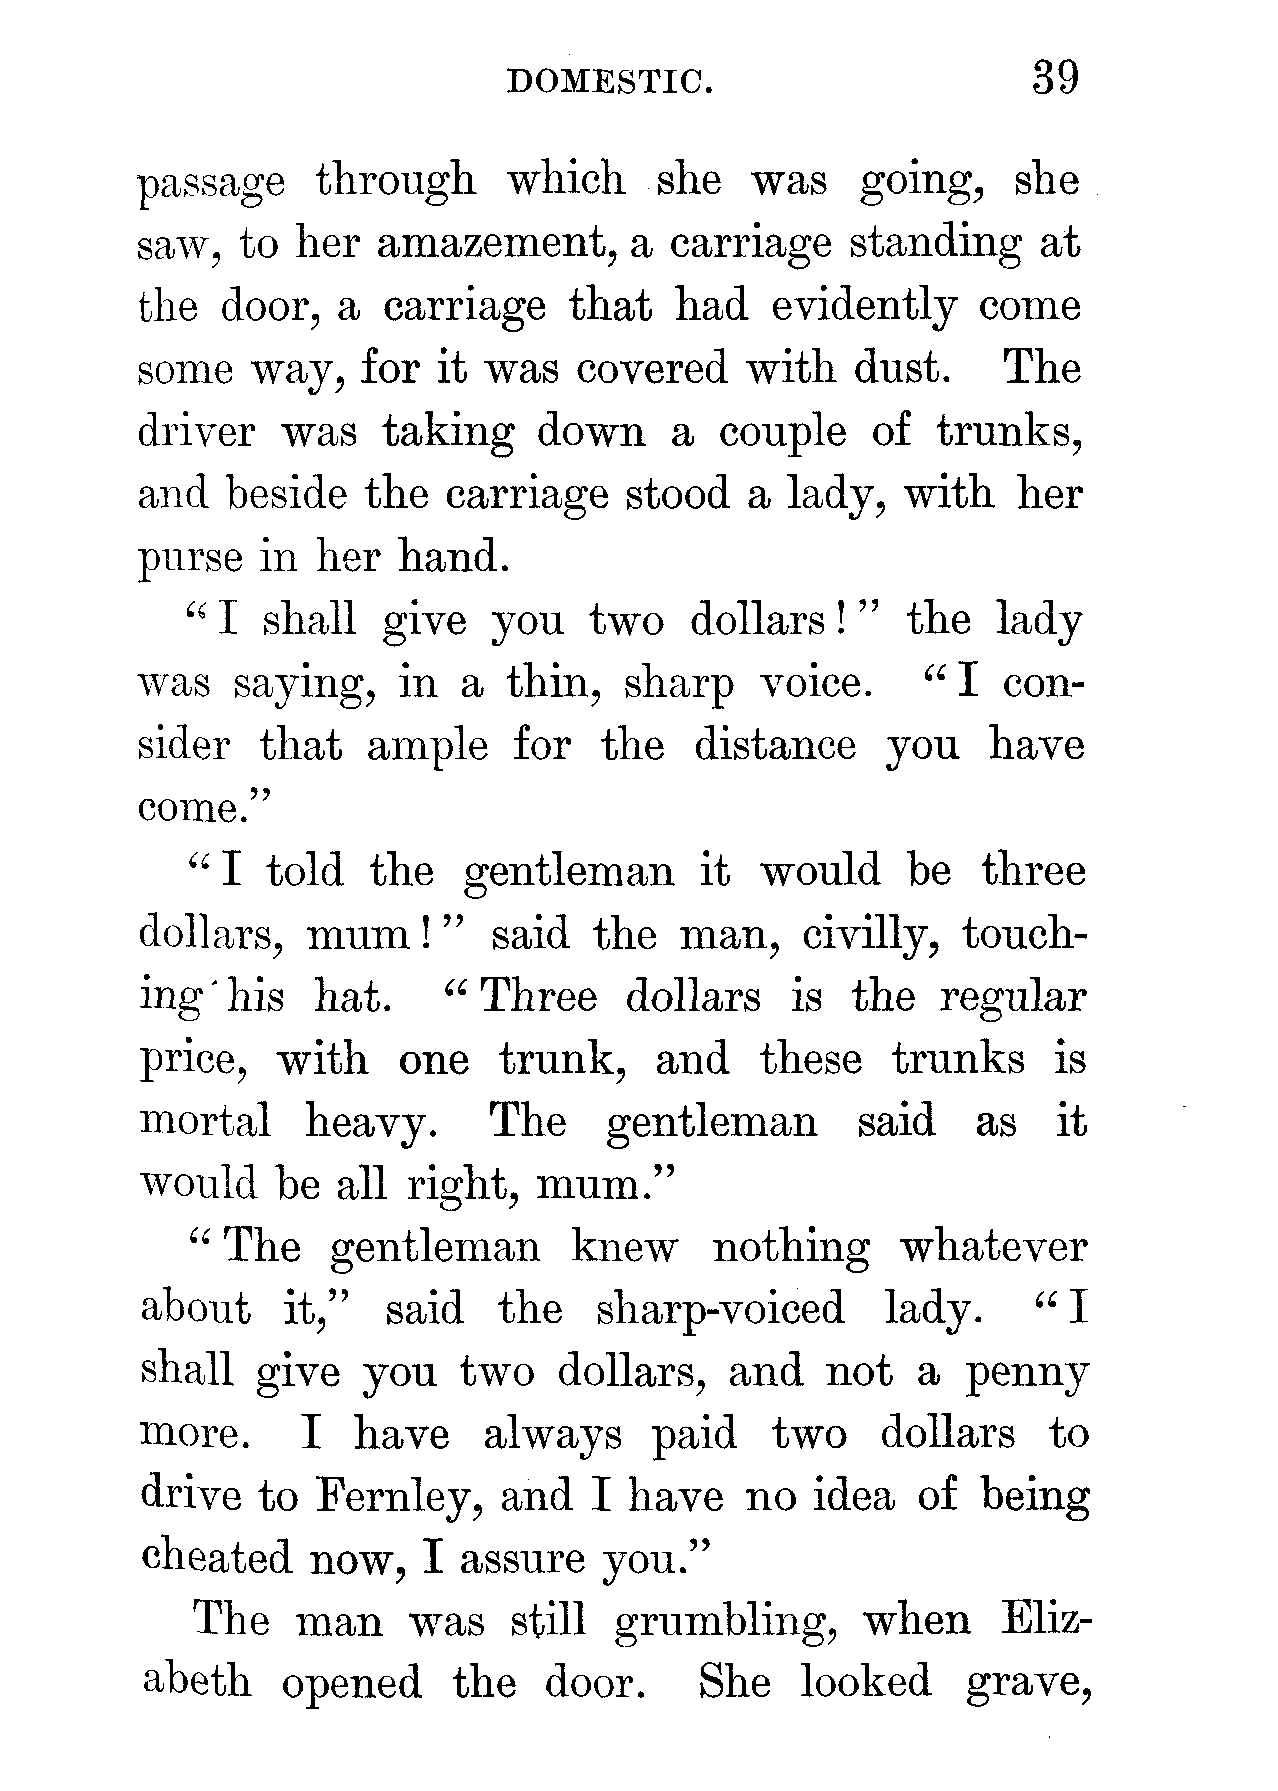 DOMESTIC. 39
passage through which she was going, she
saw, to her amazement, a carriage standing at
the door, a carriage that had evidently come
some way, for it was covered with dust. The
driver was taking down a couple of trunks,
and beside the carriage stood a lady, with her
purse in her hand.
“I shall give you two dollars!” the lady
was saying, in a thin, sharp voice. “I con-
sider that ample for the distance you have
come.”
“I told the gentleman it would be three
dollars, mum!” said the man, civilly, touch-
ing his hat. “Three dollars is the regular
price, with one trunk, and these trunks is
mortal heavy. The gentleman said as it
would be all right, mum.”
“The gentleman knew nothing whatever
about it,” said the sharp-voiced lady. “I
shall give you two dollars, and not a penny
more. I have always paid two dollars to
drive to Fernley, and I have no idea of being
cheated now, I assure you.”
The man was still grumbling, when Eliz-
abeth opened the door. She looked grave,